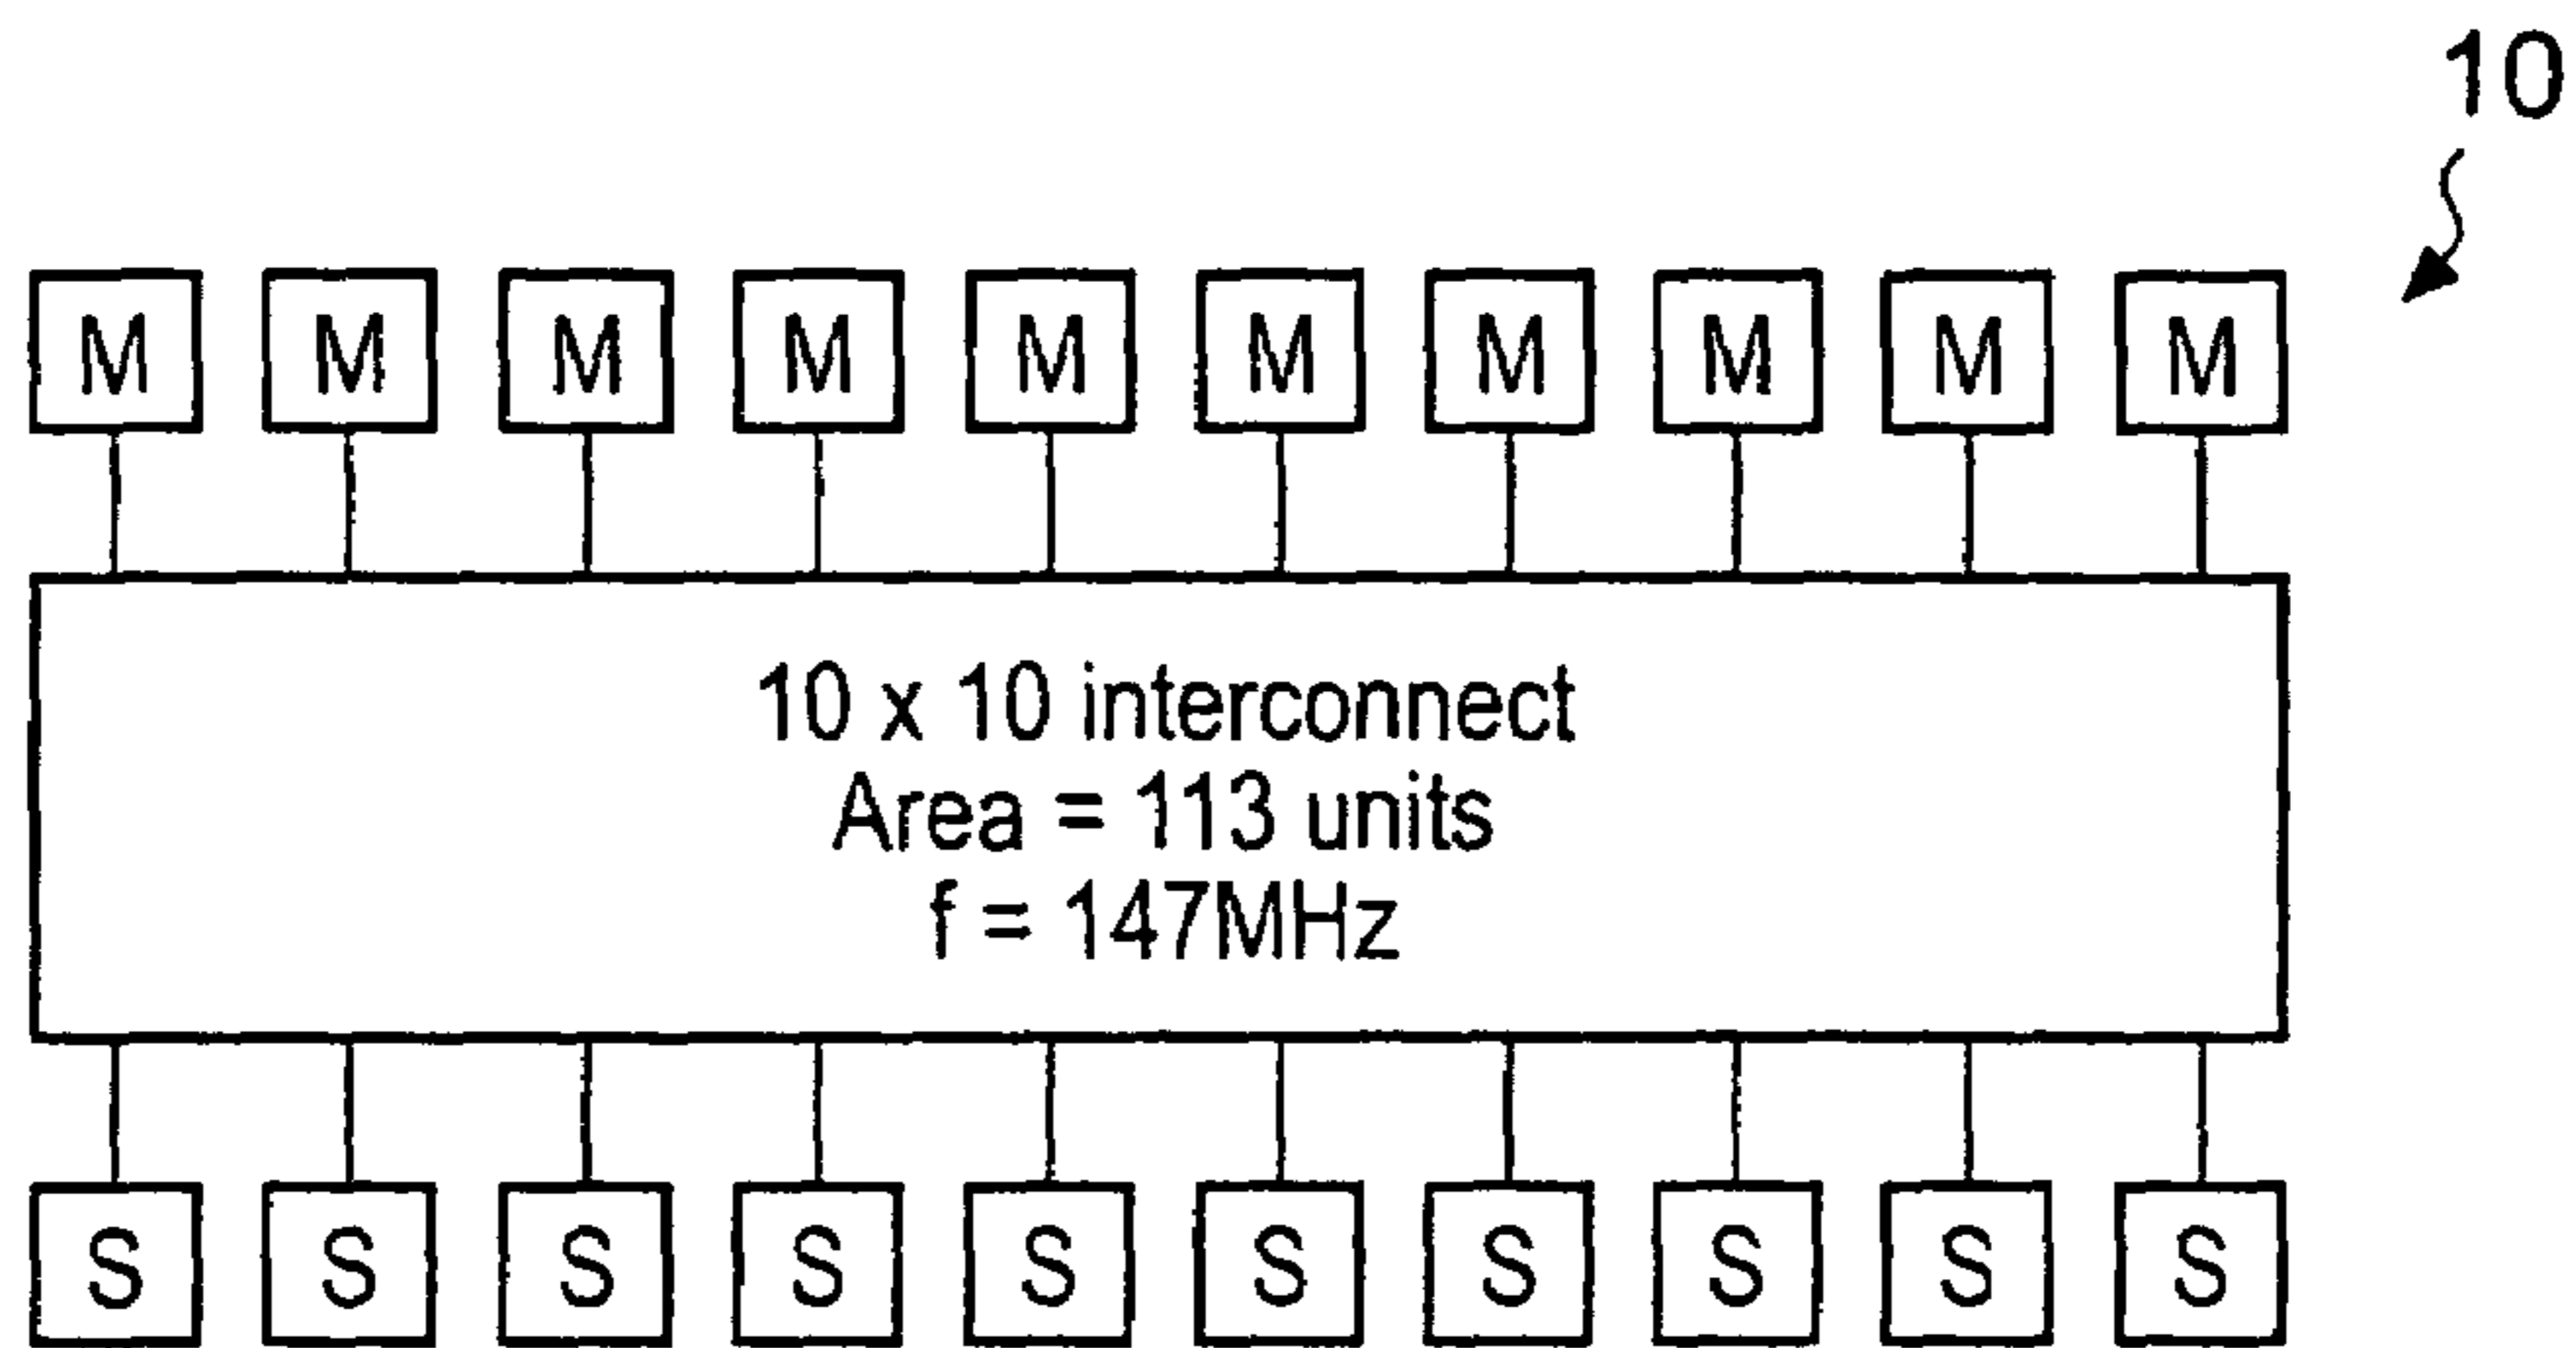 10
M M M M M M M M M M
10 x 10 interconnect
Area = 113 units
f = 147MHz
S S S S S S S S S S